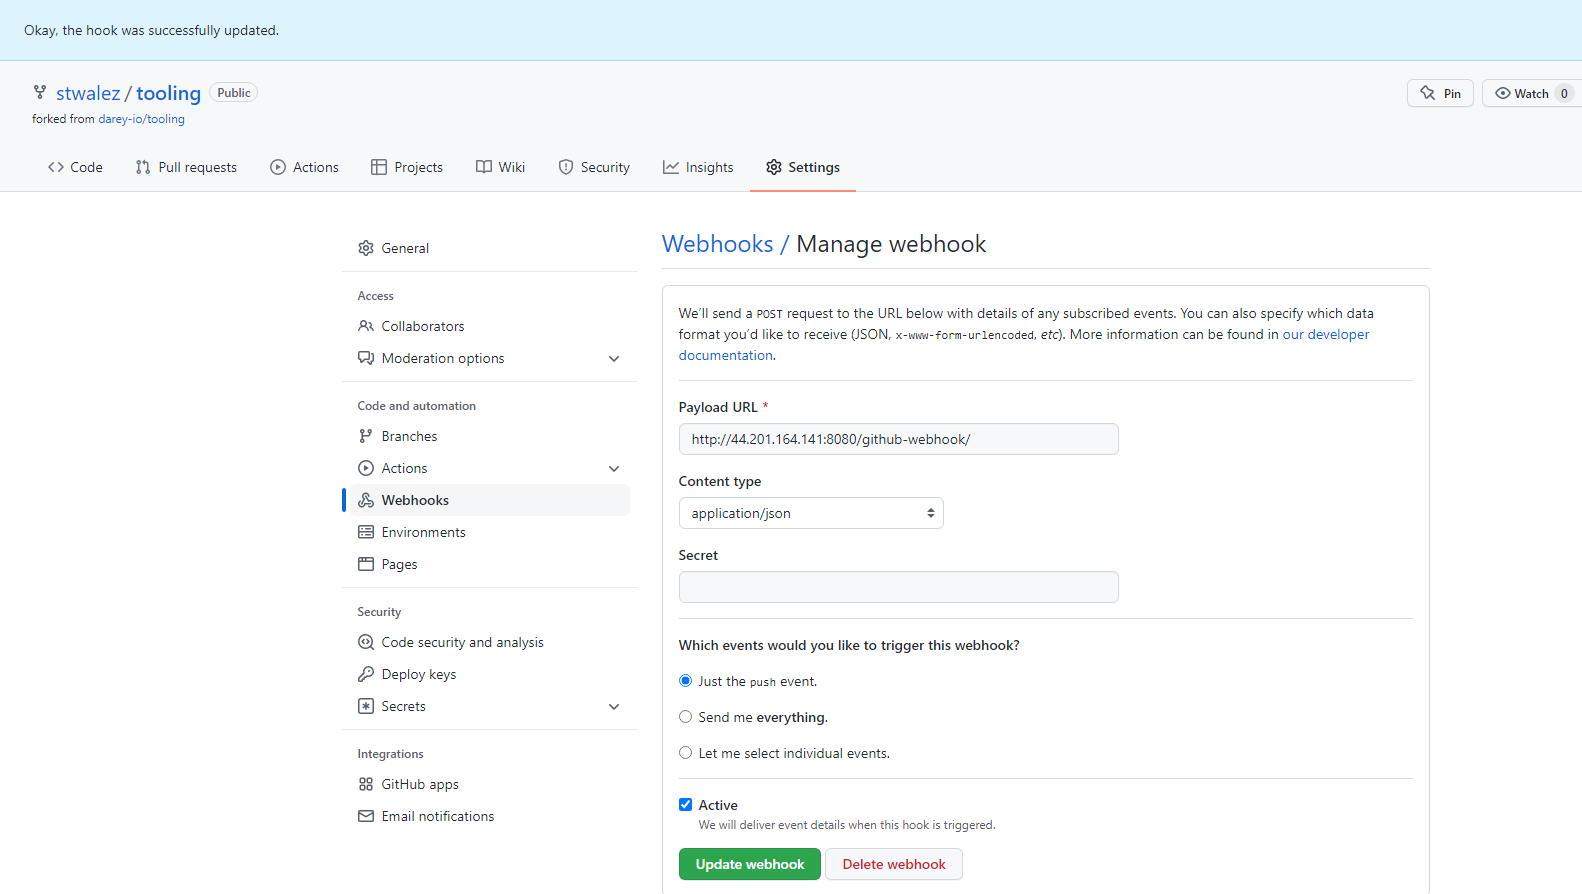 Okay, the hook was successfully updated.
stwalez / tooling Public
Pin Watch 0
forked from darey-io/tooling
Code Pull requests Actions Projects Wiki Security Insights Settings
General
Access
Collaborators
Moderation options
Code and automation
Branches
Actions
Webhooks
Environments
Pages
Security
Code security and analysis
Deploy keys
Secrets
Integrations
GitHub apps
Email notifications
Webhooks / Manage webhook
We’ll send a POST request to the URL below with details of any subscribed events. You can also specify which data
format you’d like to receive (JSON, x-www-form-urlencoded, etc). More information can be found in our developer
documentation.
Payload URL *
http://44.201.164.141:8080/github-webhook/
Content type
application/json
Secret
Which events would you like to trigger this webhook?
Just the push event.
Send me everything.
Let me select individual events.
Active
We will deliver event details when this hook is triggered.
Update webhook Delete webhook